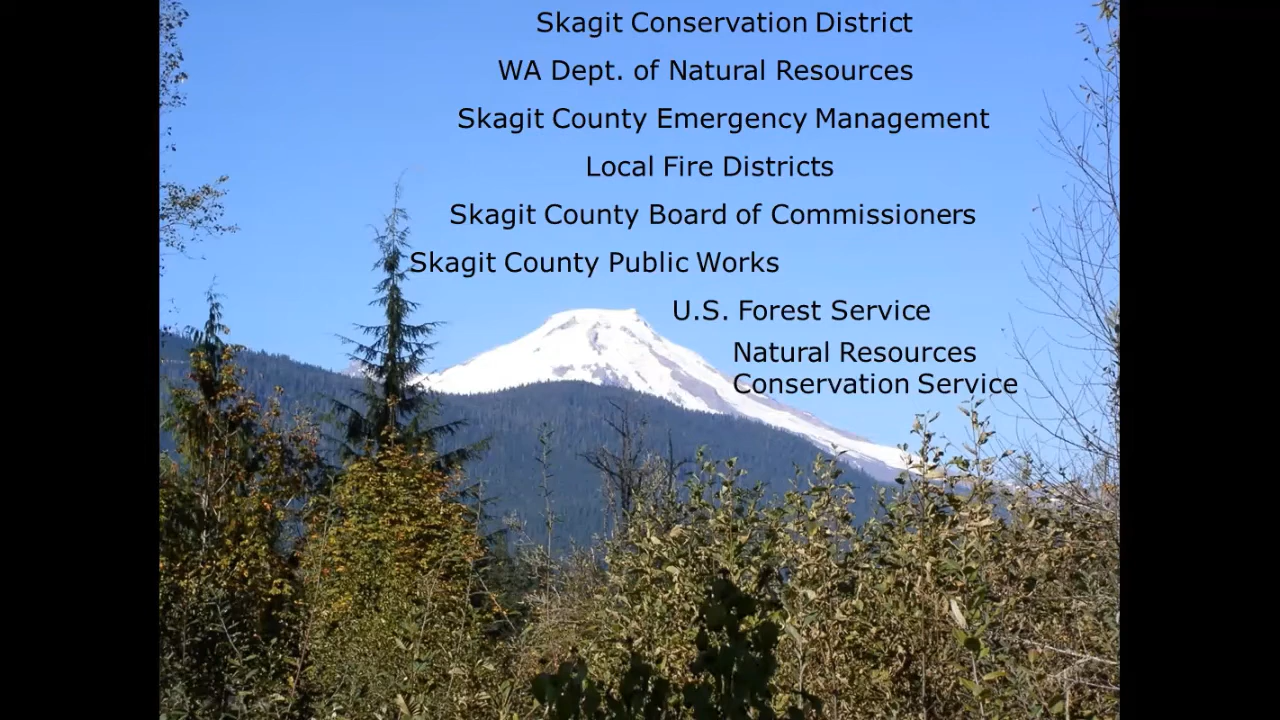 Skagit Conservation District
WA Dept. of Natural Resources
Skagit County Emergency Management
Local Fire Districts
Skagit County Board of Commissioners
Skagit County Public Works
U.S. Forest Service
Natural Resources
Conservation Service